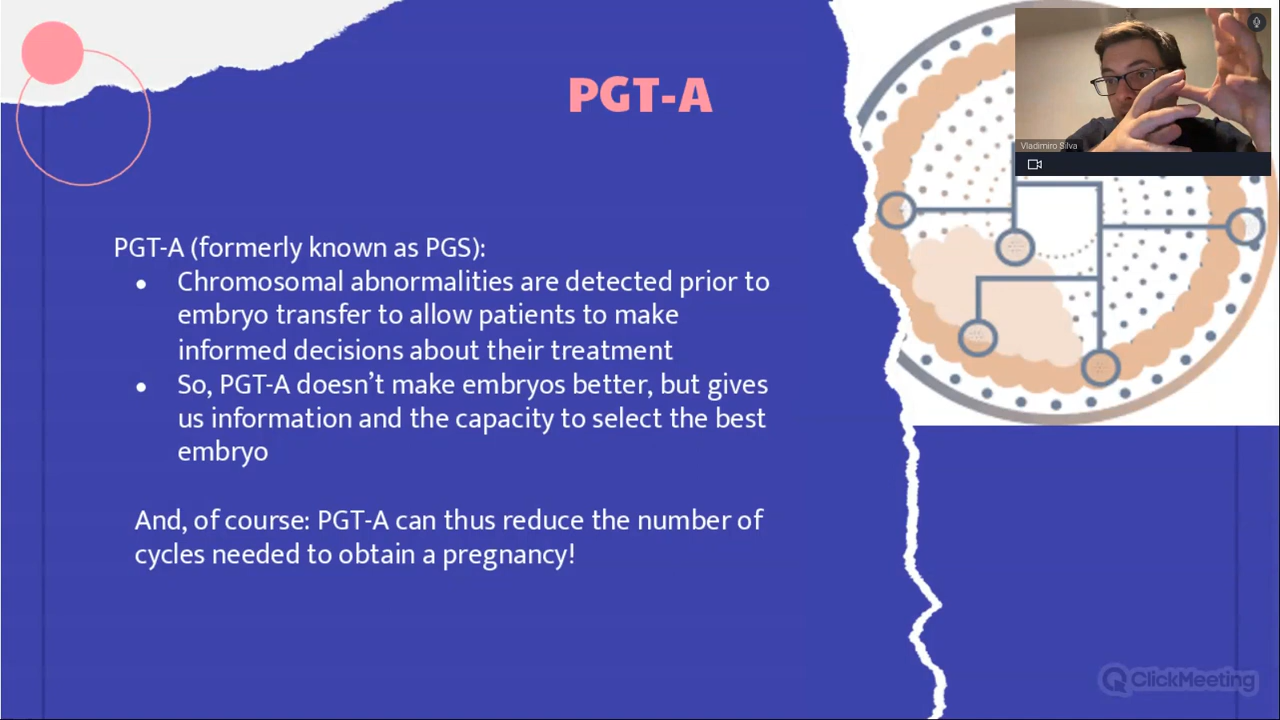 PGT-A
Vladimiro Silva
PGT-A (formerly known as PGS):
● Chromosomal abnormalities are detected prior to
embryo transfer to allow patients to make
informed decisions about their treatment
● So, PGT-A doesn’t make embryos better, but gives
us information and the capacity to select the best
embryo
And, of course: PGT-A can thus reduce the number of
cycles needed to obtain a pregnancy!
ClickMeeting